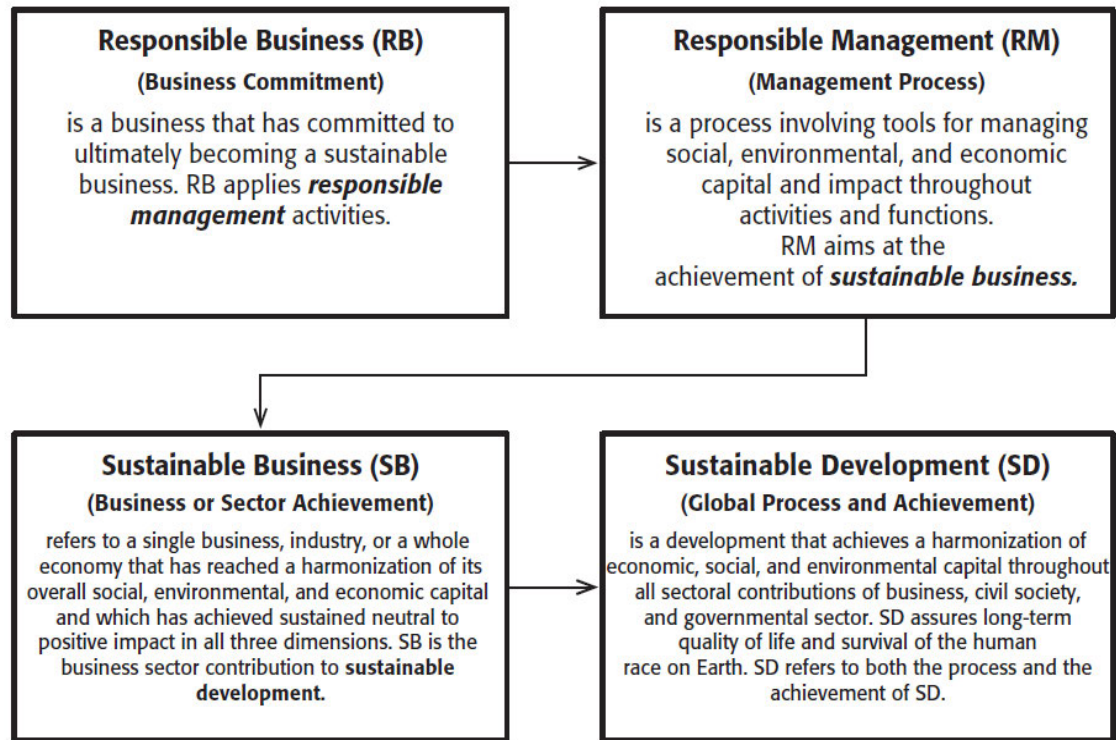 Responsible Business (RB)
(Business Commitment)
is a business that has committed to
ultimately becoming a sustainable
business. RB applies responsible
management activities.
Responsible Management (RM)
(Management Process)
is a process involving tools for managing
social, environmental, and economic
capital and impact throughout
activities and functions.
RM aims at the
achievement of sustainable business.
Sustainable Business (SB)
(Business or Sector Achievement)
refers to a single business, industry, or a whole
economy that has reached a harmonization of its
overall social, environmental, and economic capital
and which has achieved sustained neutral to
positive impact in all three dimensions. SB is the
business sector contribution to sustainable
development.
Sustainable Development (SD)
(Global Process and Achievement)
is a development that achieves a harmonization of
economic, social, and environmental capital throughout
all sectoral contributions of business, civil society,
and governmental sector. SD assures long-term
quality of life and survival of the human
race on Earth. SD refers to both the process and the
achievement of SD.